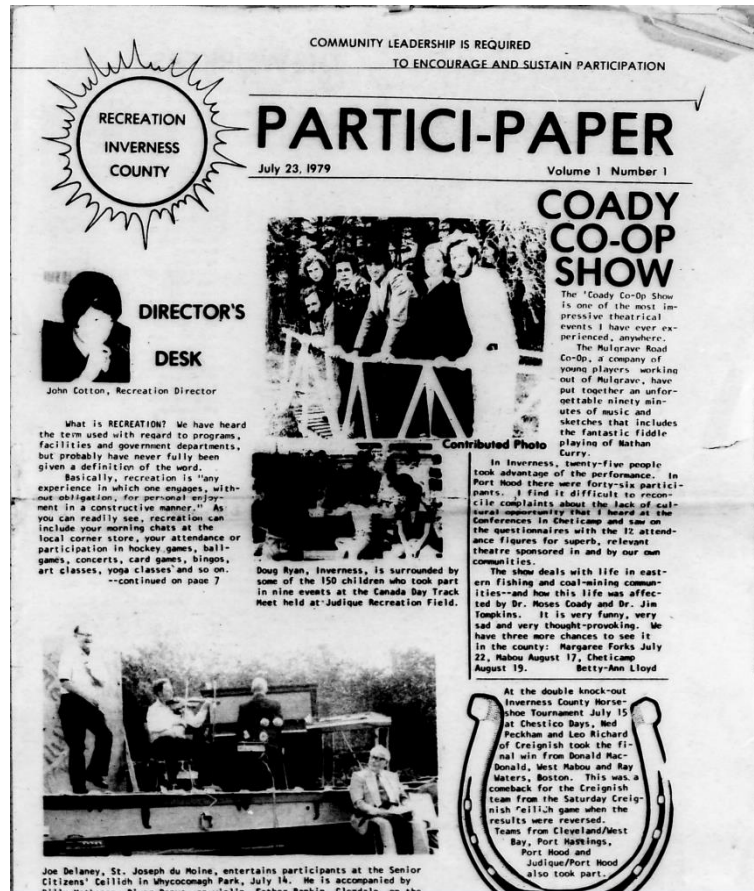 COMMUNITY LEADERSHIP IS REQUIRED
TO ENCOURAGE AND SUSTAIN PARTICIPATION
RECREATION
INVERNESS
COUNTY
PARTICI-PAPER
July 23, 1979
Volume 1 Number 1
DIRECTOR'S
DESK
John Cotton, Recreation Director
What is RECREATION? We have heard
the term used with regard to programs,
facilities and government departments,
but probably have never fully been
given a definition of the word.
Basically, recreation is "any
experience in which one engages, with-
out obligation, for personal enjoy-
ment in a constructive manner." As
you can readily see, recreation can
include your morning chats at the
local corner store, your attendance or
participation in hockey games, ball-
games, concerts, card games, bingos,
art classes, yoga classes and so on.
--continued on page 7
Contributed Photo
Doug Ryan, Inverness, is surrounded by
some of the 150 children who took part
in nine events at the Canada Day Track
Meet held at Judique Recreation Field.
COADY
CO-OP
SHOW
The 'Coady Co-Op Show
is one of the most im-
pressive theatrical
events I have ever ex-
perienced, anywhere.
The Mulgrave Road
Co-Op, a company of
young players working
out of Mulgrave, have
put together an unfor-
gettable ninety min-
utes of music and
sketches that includes
the fantastic fiddle
playing of Nathan
Curry.
In Inverness, twenty-five people
took advantage of the performance. In
Port Hood there were forty-six partici-
pants. I find it difficult to recon-
cile complaints about the lack of cul-
tural opportunity that I heard at the
Conferences in Cheticamp and saw on
the questionnaires with the 12 attend-
ance figures for superb, relevant
theatre sponsored in and by our own
communities.
The show deals with life in east-
ern fishing and coal-mining commun-
ities--and how this life was affec-
ted by Dr. Moses Coady and Dr. Jim
Tompkins. It is very funny, very
sad and very thought-provoking. We
have three more chances to see it
in the county: Margaree Forks July
22, Mabou August 17, Cheticamp
August 19. Betty-Ann Lloyd
At the double knock-out
Inverness County Horse-
shoe Tournament July 15
at Chestico Days, Ned
Peckham and Leo Richard
of Creignish took the fi-
nal win from Donald Mac-
Donald, West Mabou and Ray
Waters, Boston. This was a
comeback for the Creignish
team from the Saturday Creig-
nish Ceilidh game when the
results were reversed.
Teams from Cleveland/West
Bay, Port Hastings,
Port Hood and
Judique/Port Hood
also took part.
Joe Delaney, St. Joseph du Moine, entertains participants at the Senior
Citizens' Ceilidh in Whycocomagh Park, July 14. He is accompanied by